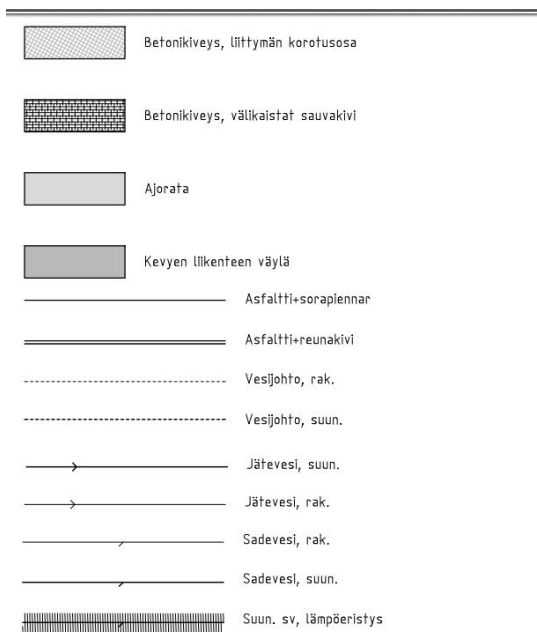 Betonikiveys, liittymän korotusosa
Betonikiveys, välikaistat sauvakivi
Ajorata
Kevyen liikenteen väylä
Asfaltti+sorapiennar
Asfaltti+reunakivi
Vesijohto, rak.
Vesijohto, suun.
Jätevesi, suun.
Jätevesi, rak.
Sadevesi, rak.
Sadevesi, suun.
Suun. sv, lämpöeristys